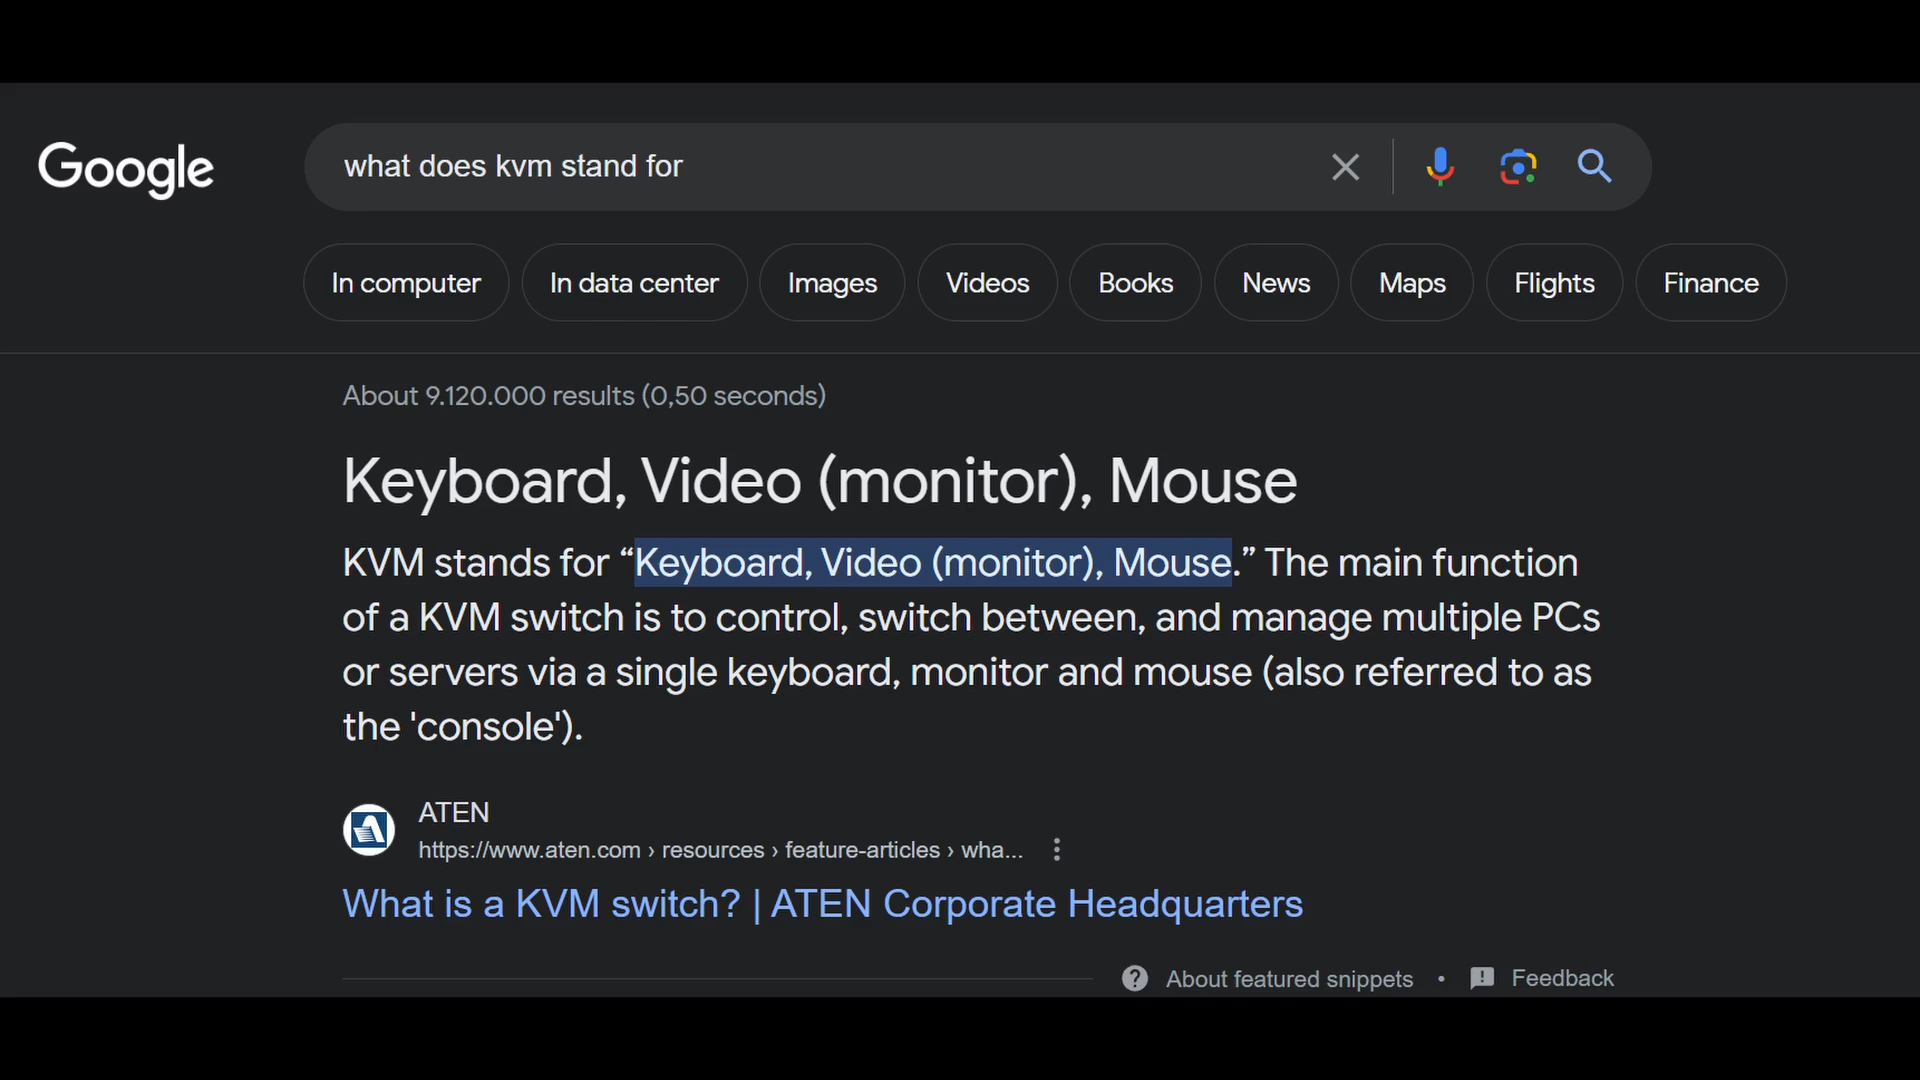 Google
what does kvm stand for
In computer
In data center
Images
Videos
Books
News
Maps
Flights
Finance
About 9.120.000 results (0,50 seconds)
Keyboard, Video (monitor), Mouse
KVM stands for “Keyboard, Video (monitor), Mouse.” The main function
of a KVM switch is to control, switch between, and manage multiple PCs
or servers via a single keyboard, monitor and mouse (also referred to as
the 'console').
ATEN
https://www.aten.com › resources › feature-articles › wha...
What is a KVM switch? | ATEN Corporate Headquarters
About featured snippets • Feedback